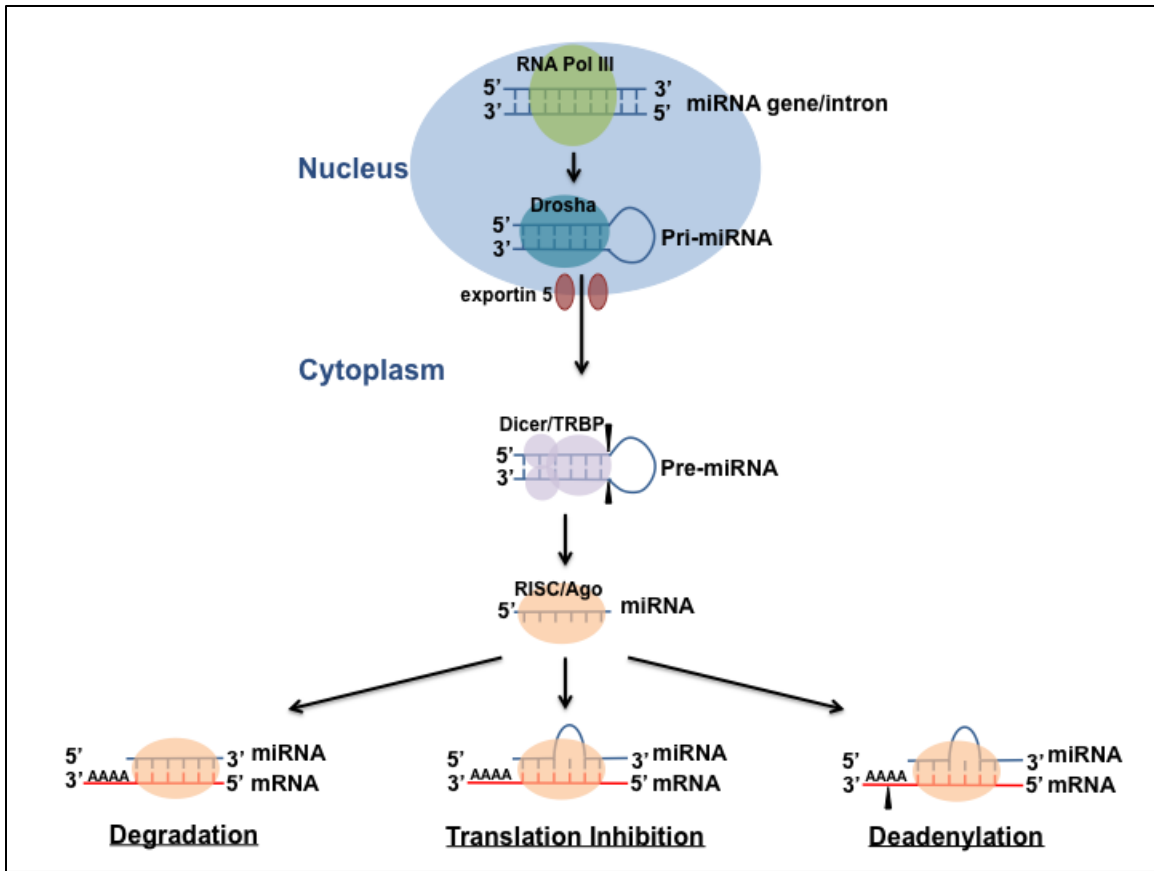 RNA Pol III
5’ 3’
3’ 5’
miRNA gene/intron
Nucleus
Drosha
5’
3’
Pri-miRNA
exportin 5
Cytoplasm
Dicer/TRBP
5’
3’
Pre-miRNA
RISC/Ago
5’ miRNA
5’ 3’ miRNA
3’ AAAA 5’ mRNA
Degradation
5’ 3’ miRNA
3’ AAAA 5’ mRNA
Translation Inhibition
5’ 3’ miRNA
3’ AAAA 5’ mRNA
Deadenylation